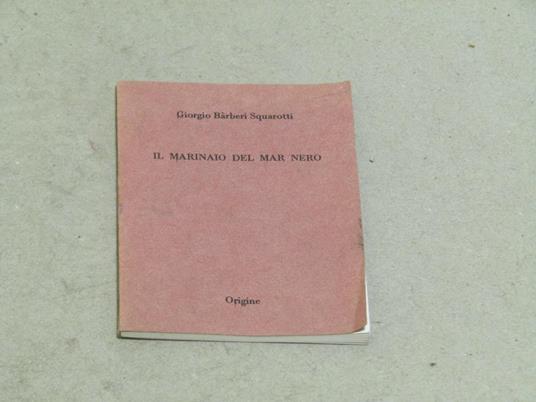 Giorgio Bàrberi Squarotti
IL MARINAIO DEL MAR NERO
Origine